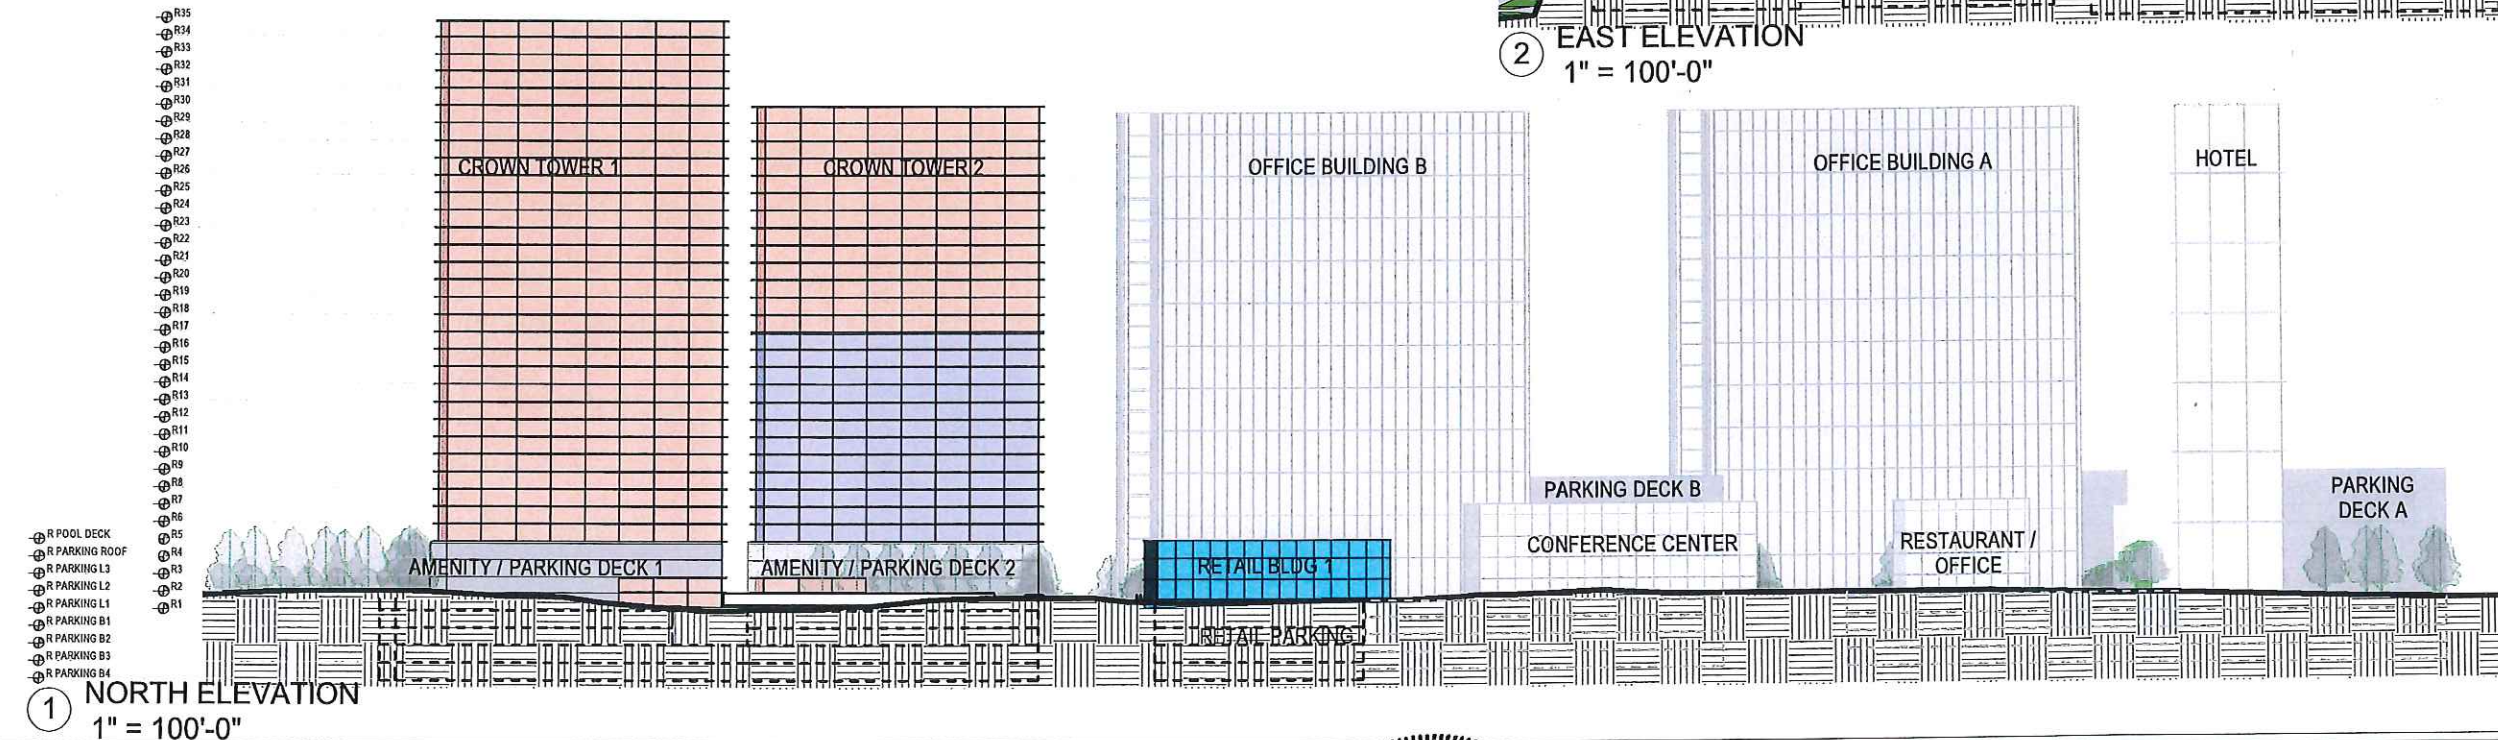 R35
R34
R33
R32
R31
R30
R29
R28
R27
R26
R25
R24
R23
R22
R21
R20
R19
R18
R17
R16
R15
R14
R13
R12
R11
R10
R9
R8
R7
R6
R5
R4
R3
R2
R1
R POOL DECK
R PARKING ROOF
R PARKING L3
R PARKING L2
R PARKING L1
R PARKING B1
R PARKING B2
R PARKING B3
R PARKING B4
2 EAST ELEVATION
1" = 100'-0"
CROWN TOWER 1
CROWN TOWER 2
OFFICE BUILDING B
OFFICE BUILDING A
HOTEL
PARKING DECK B
PARKING
DECK A
CONFERENCE CENTER
RESTAURANT /
OFFICE
AMENITY / PARKING DECK 1
AMENITY / PARKING DECK 2
RETAIL BLDG 1
RETAIL PARKING
1 NORTH ELEVATION
1" = 100'-0"